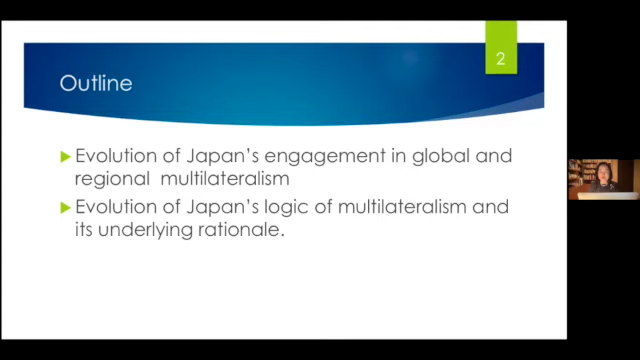 2
Outline
Evolution of Japan's engagement in global and
regional multilateralism
Evolution of Japan's logic of multilateralism and
its underlying rationale.